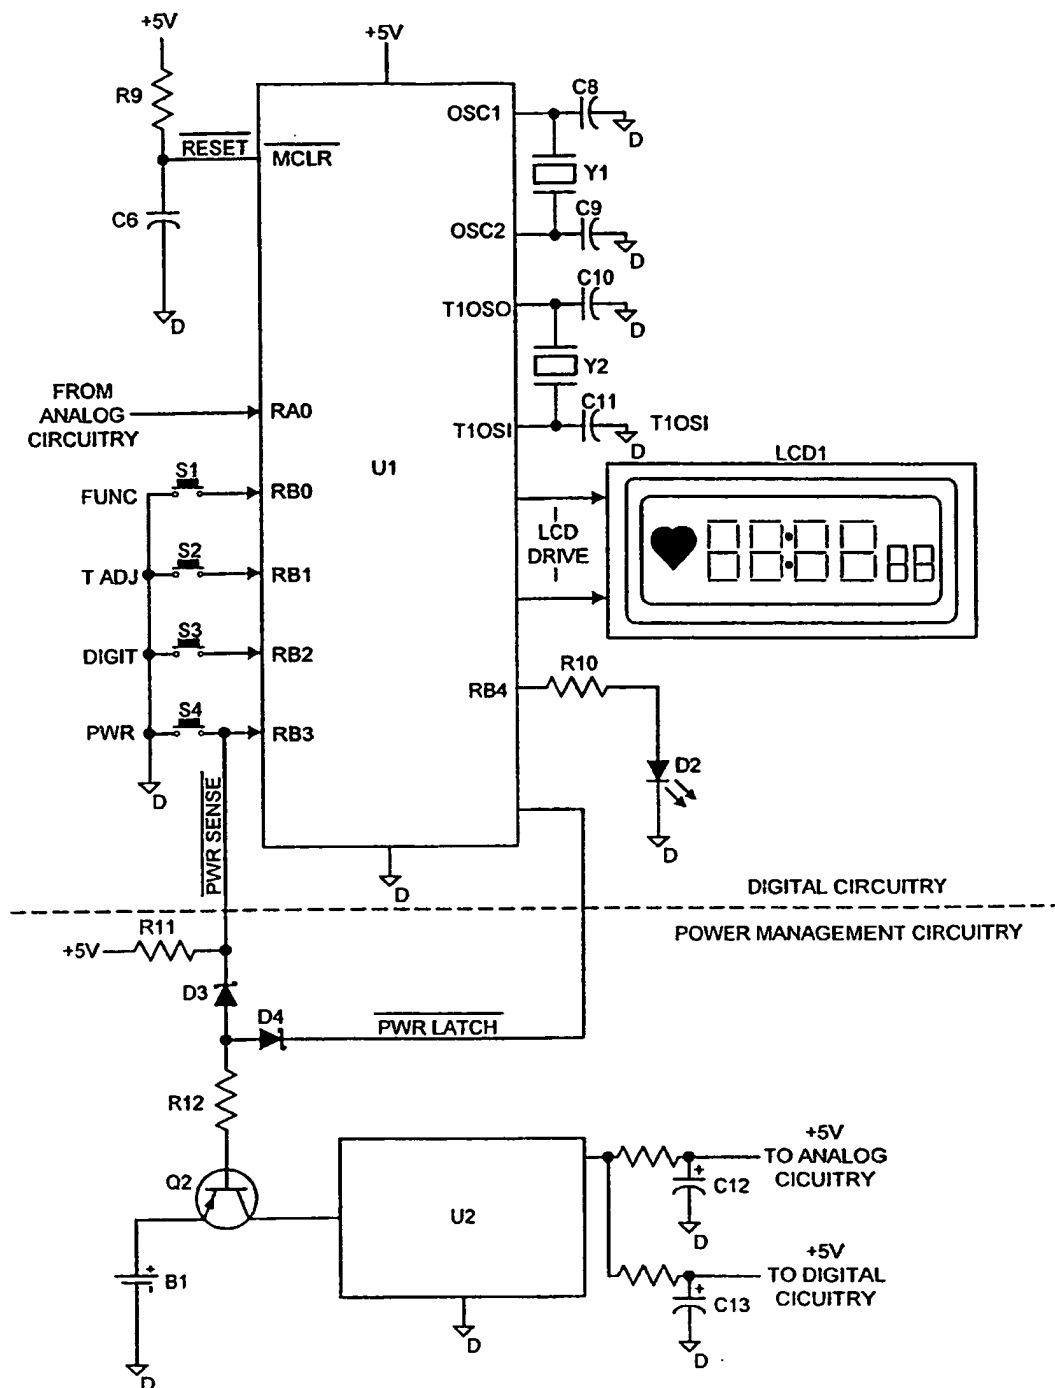 +5V
+5V
R9
RESET
MCLR
C6
D
OSC1
C8
D
Y1
OSC2
C9
D
T1OSO
C10
D
Y2
T1OSI
C11
D
T1OSI
FROM
ANALOG
CIRCUITRY
RA0
U1
LCD1
FUNC
S1
RB0
LCD
DRIVE
T ADJ
S2
RB1
DIGIT
S3
RB2
PWR
S4
RB3
D
RB4
R10
D2
D
PWR SENSE
D
DIGITAL CIRCUITRY
POWER MANAGEMENT CIRCUITRY
+5V
R11
D3
D4
PWR LATCH
R12
Q2
U2
D
B1
+
-
D
+
C12
D
+5V
TO ANALOG
CICUITRY
+
C13
D
+5V
TO DIGITAL
CICUITRY